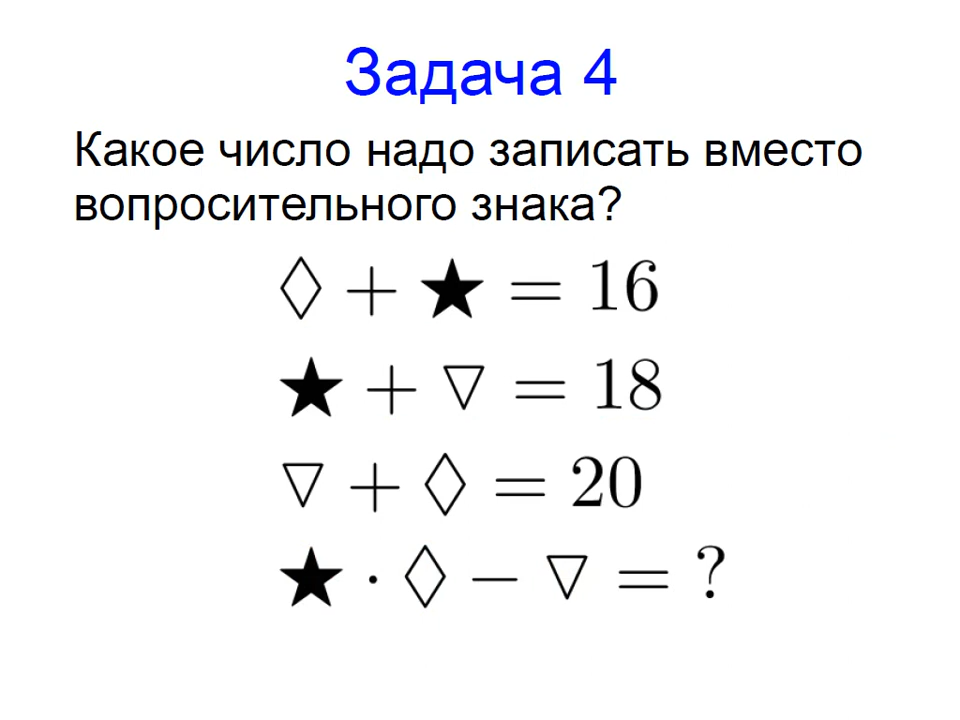 Задача 4
Какое число надо записать вместо
вопросительного знака?
◊ + ★ = 16
★ + ▽ = 18
▽ + ◊ = 20
★ · ◊ − ▽ = ?